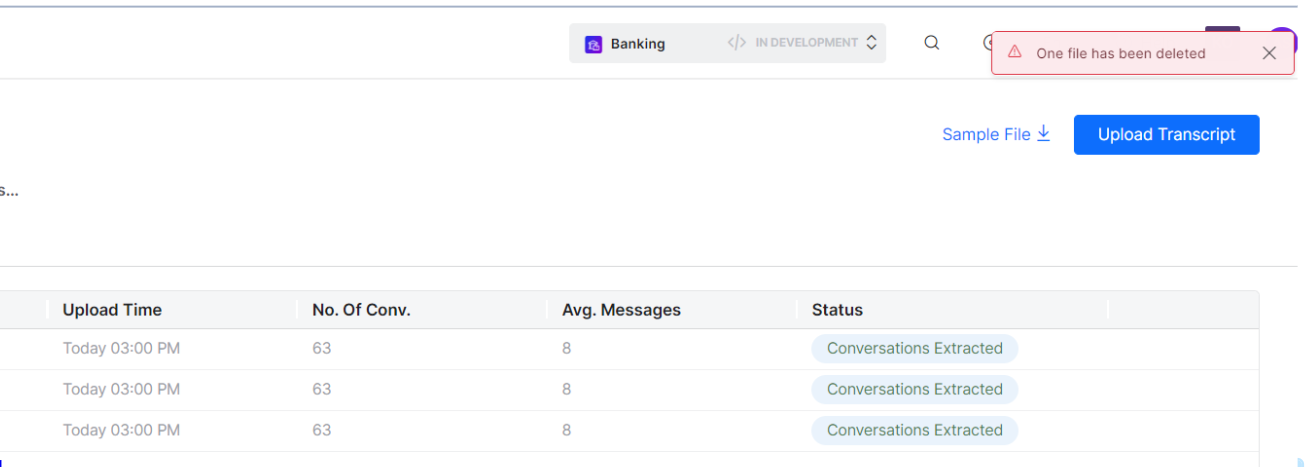 Banking </> IN DEVELOPMENT
One file has been deleted
Sample File Upload Transcript
s...
Upload Time No. Of Conv. Avg. Messages Status
Today 03:00 PM 63 8 Conversations Extracted
Today 03:00 PM 63 8 Conversations Extracted
Today 03:00 PM 63 8 Conversations Extracted